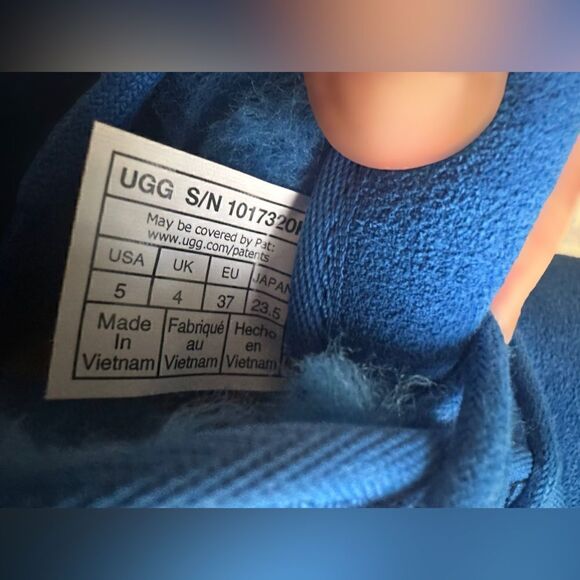 UGG S/N 1017320
May be covered by Pat:
www.ugg.com/patents
USA UK EU JAPAN
5 4 37 23.5
Made Fabriqué Hecho
In au en
Vietnam Vietnam Vietnam